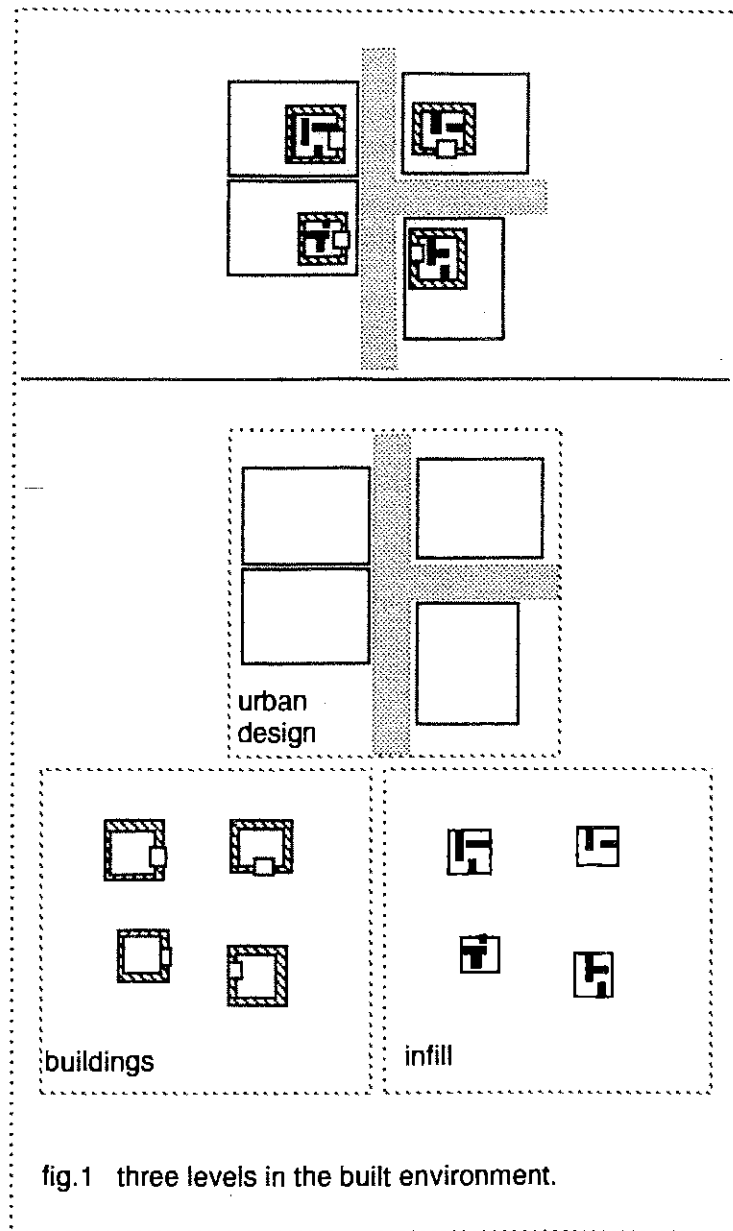 urban
design
buildings
infill
fig.1 three levels in the built environment.